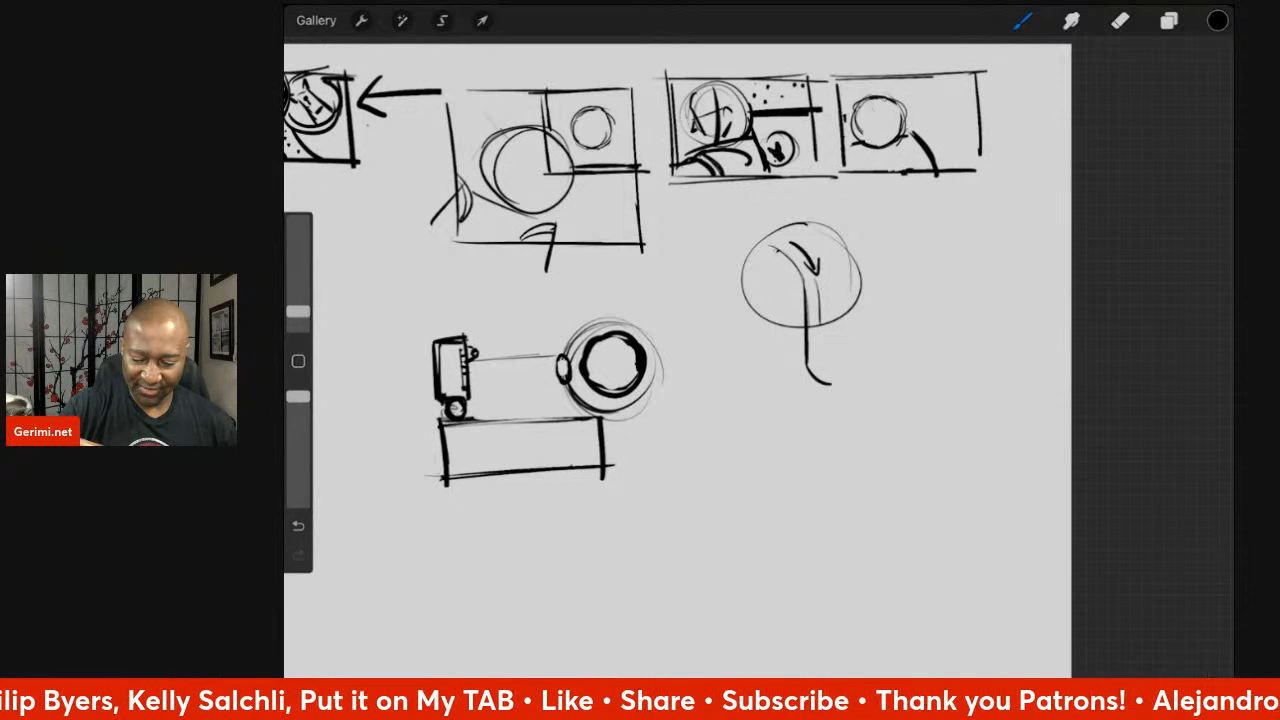 Gallery
Gerimi.net
ilip Byers, Kelly Salchli, Put it on My TAB • Like • Share • Subscribe • Thank you Patrons! • Alejandro